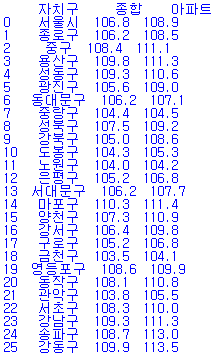 자치구 종합 아파트
0 서울시 106.8 108.9
1 종로구 106.2 108.5
2 중구 108.4 111.1
3 용산구 109.8 111.3
4 성동구 109.3 110.6
5 광진구 105.6 109.0
6 동대문구 106.2 107.1
7 중랑구 104.4 104.5
8 성북구 107.5 109.2
9 강북구 105.0 108.6
10 도봉구 104.3 105.3
11 노원구 104.0 104.2
12 은평구 105.2 106.8
13 서대문구 106.2 107.7
14 마포구 110.3 111.4
15 양천구 107.3 110.9
16 강서구 106.4 109.8
17 구로구 105.2 106.8
18 금천구 103.5 104.1
19 영등포구 108.6 109.9
20 동작구 108.1 110.8
21 관악구 103.8 105.5
22 서초구 108.3 110.0
23 강남구 109.3 111.3
24 송파구 108.7 113.0
25 강동구 109.9 113.5